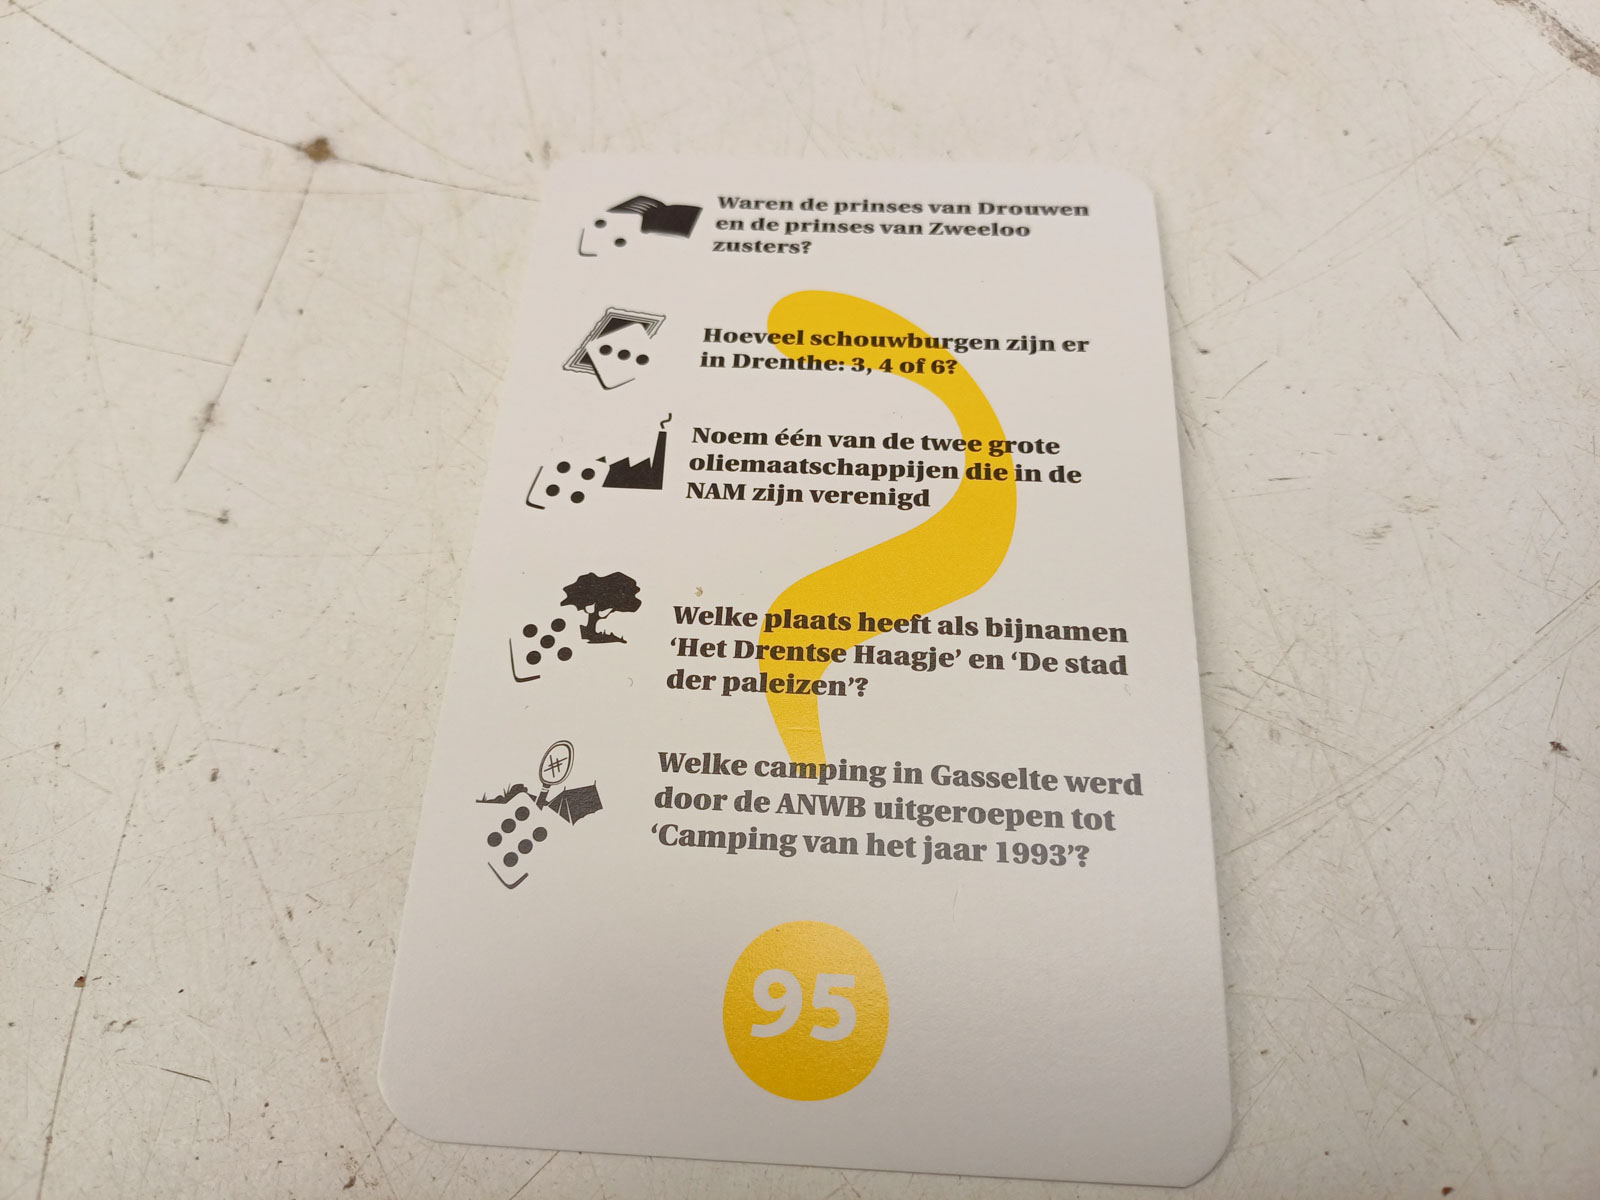 Waren de prinses van Drouwen
en de prinses van Zweeloo
zusters?
Hoeveel schouwburgen zijn er
in Drenthe: 3, 4 of 6?
Noem één van de twee grote
oliemaatschappijen die in de
NAM zijn verenigd
Welke plaats heeft als bijnamen
‘Het Drentse Haagje’ en ‘De stad
der paleizen’?
Welke camping in Gasselte werd
door de ANWB uitgeroepen tot
‘Camping van het jaar 1993’?
95